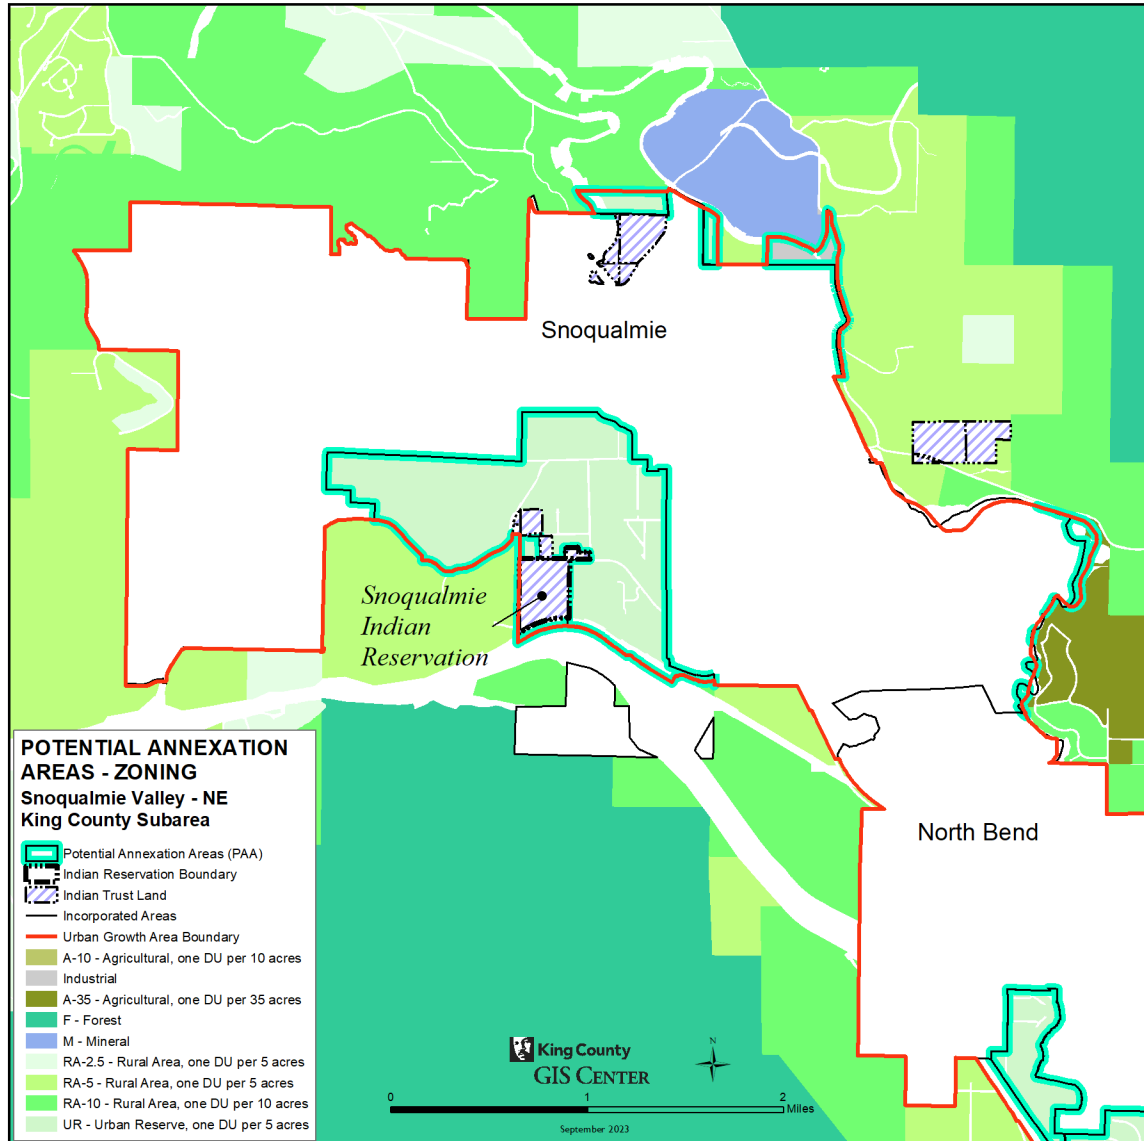 Snoqualmie
Snoqualmie
Indian
Reservation
North Bend
POTENTIAL ANNEXATION
AREAS - ZONING
Snoqualmie Valley - NE
King County Subarea
Potential Annexation Areas (PAA)
Indian Reservation Boundary
Indian Trust Land
Incorporated Areas
Urban Growth Area Boundary
A-10 - Agricultural, one DU per 10 acres
Industrial
A-35 - Agricultural, one DU per 35 acres
F - Forest
M - Mineral
RA-2.5 - Rural Area, one DU per 5 acres
RA-5 - Rural Area, one DU per 5 acres
RA-10 - Rural Area, one DU per 10 acres
UR - Urban Reserve, one DU per 5 acres
King County
GIS CENTER
N
0 1 2
Miles
September 2023